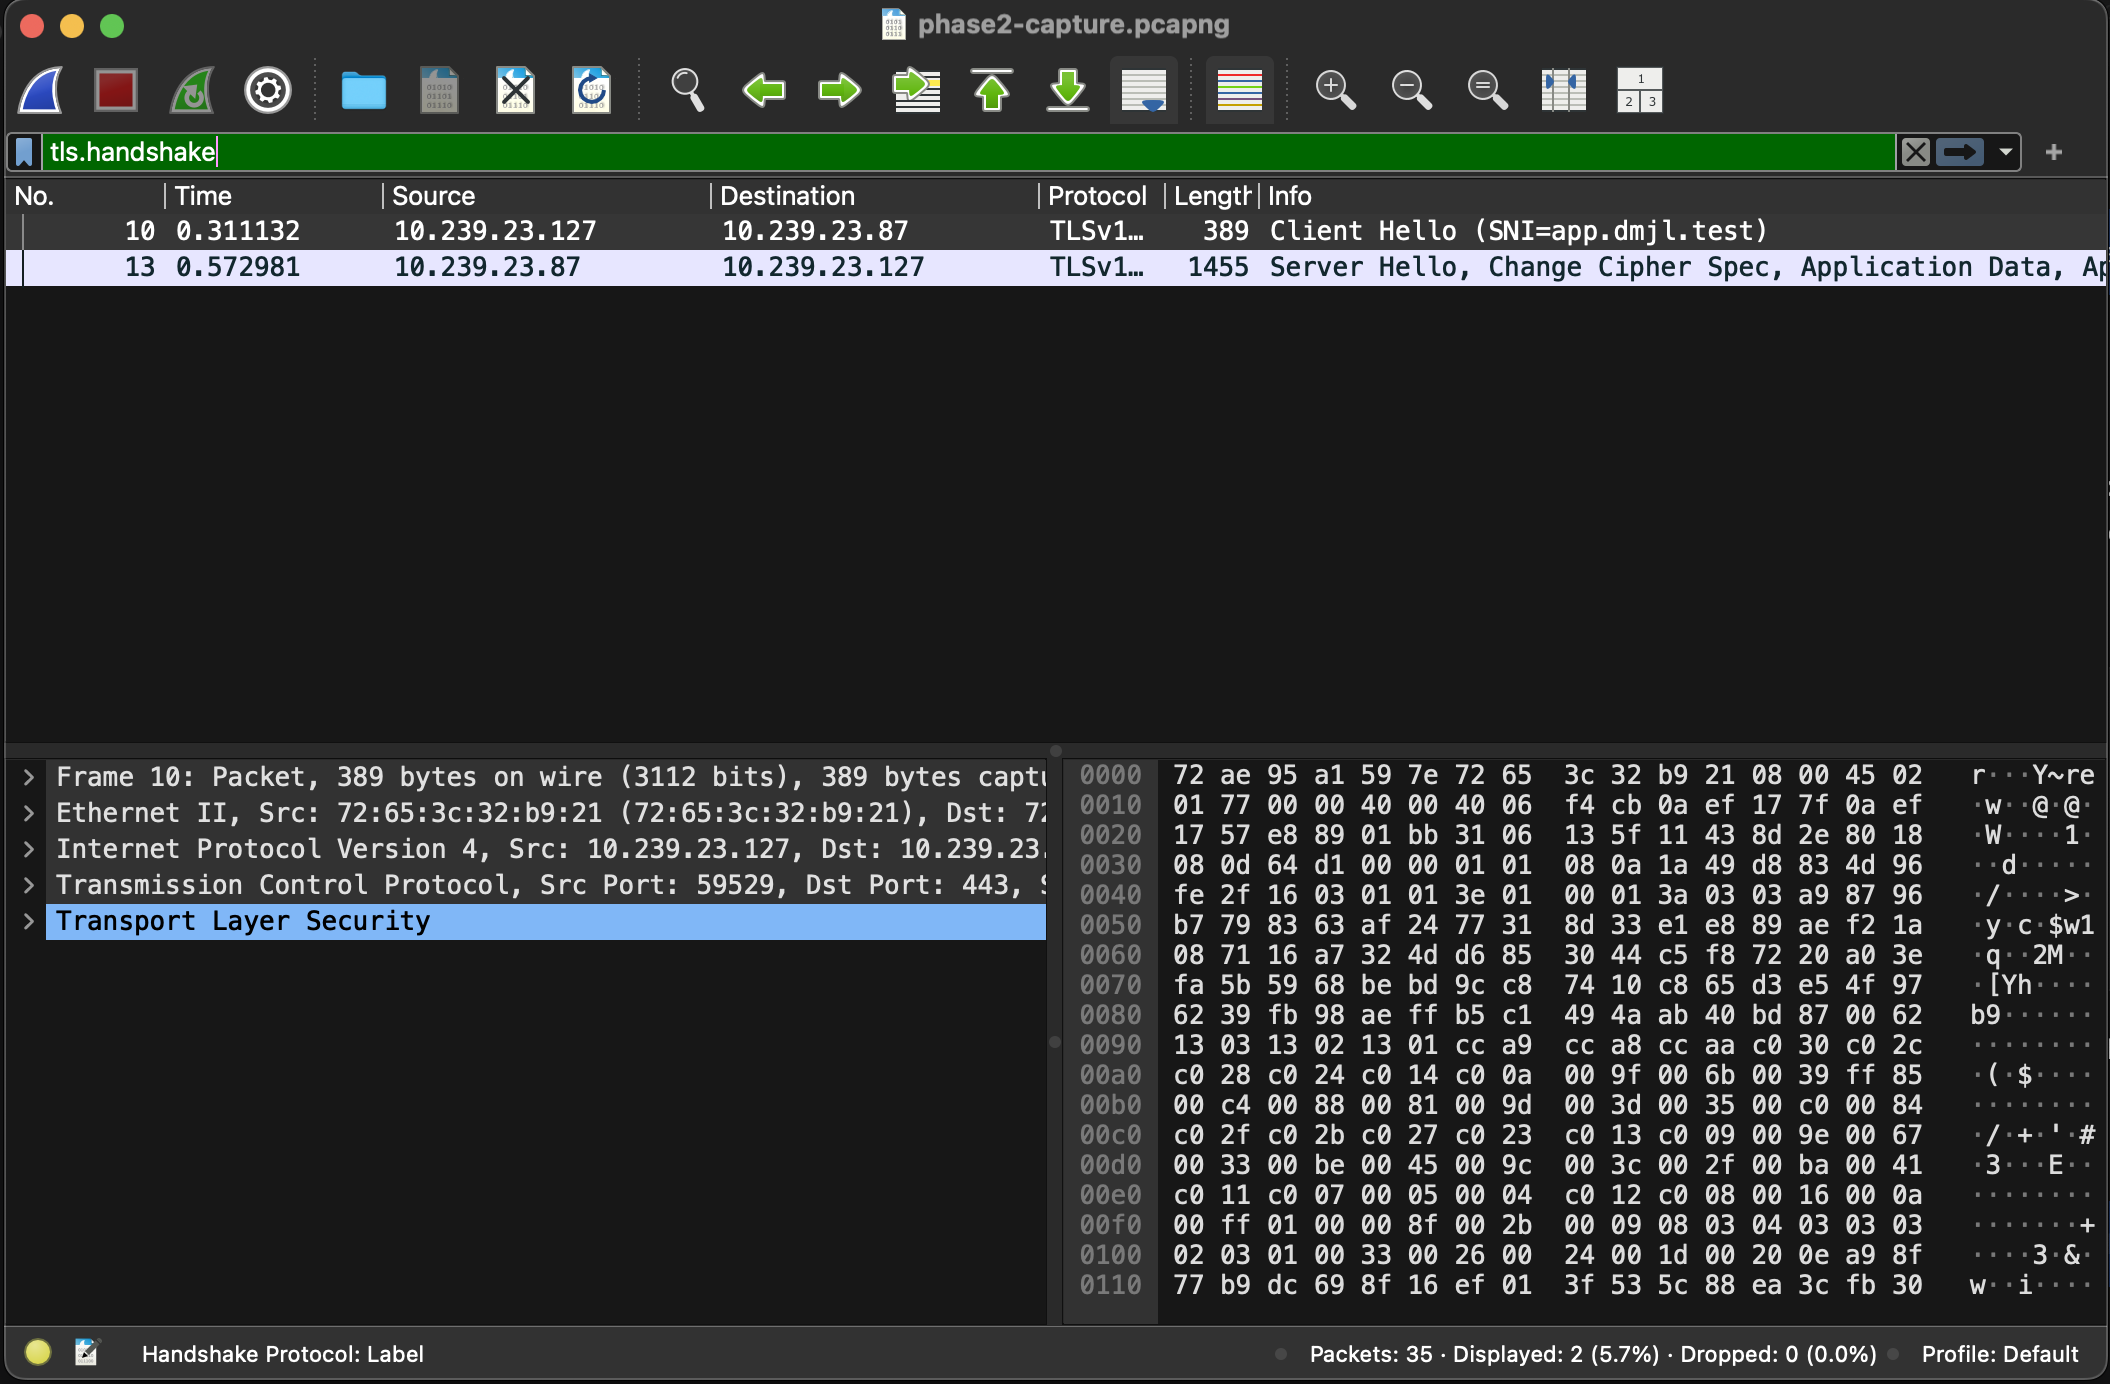 phase2-capture.pcapng
tls.handshake
No. Time Source Destination Protocol Length Info
10 0.311132 10.239.23.127 10.239.23.87 TLSv1… 389 Client Hello (SNI=app.dmjl.test)
13 0.572981 10.239.23.87 10.239.23.127 TLSv1… 1455 Server Hello, Change Cipher Spec, Application Data, Ap
Frame 10: Packet, 389 bytes on wire (3112 bits), 389 bytes captu
Ethernet II, Src: 72:65:3c:32:b9:21 (72:65:3c:32:b9:21), Dst: 72
Internet Protocol Version 4, Src: 10.239.23.127, Dst: 10.239.23.
Transmission Control Protocol, Src Port: 59529, Dst Port: 443, S
Transport Layer Security
0000 72 ae 95 a1 59 7e 72 65 3c 32 b9 21 08 00 45 02 r···Y~re
0010 01 77 00 00 40 00 40 06 f4 cb 0a ef 17 7f 0a ef ·w··@·@·
0020 17 57 e8 89 01 bb 31 06 13 5f 11 43 8d 2e 80 18 ·W····1·
0030 08 0d 64 d1 00 00 01 01 08 0a 1a 49 d8 83 4d 96 ··d·····
0040 fe 2f 16 03 01 01 3e 01 00 01 3a 03 03 a9 87 96 ·/····>·
0050 b7 79 83 63 af 24 77 31 8d 33 e1 e8 89 ae f2 1a ·y·c·$w1
0060 08 71 16 a7 32 4d d6 85 30 44 c5 f8 72 20 a0 3e ·q··2M··
0070 fa 5b 59 68 be bd 9c c8 74 10 c8 65 d3 e5 4f 97 ·[Yh····
0080 62 39 fb 98 ae ff b5 c1 49 4a ab 40 bd 87 00 62 b9······
0090 13 03 13 02 13 01 cc a9 cc a8 cc aa c0 30 c0 2c ········
00a0 c0 28 c0 24 c0 14 c0 0a 00 9f 00 6b 00 39 ff 85 ·(·$····
00b0 00 c4 00 88 00 81 00 9d 00 3d 00 35 00 c0 00 84 ········
00c0 c0 2f c0 2b c0 27 c0 23 c0 13 c0 09 00 9e 00 67 ·/·+·'·#
00d0 00 33 00 be 00 45 00 9c 00 3c 00 2f 00 ba 00 41 ·3···E··
00e0 c0 11 c0 07 00 05 00 04 c0 12 c0 08 00 16 00 0a ········
00f0 00 ff 01 00 00 8f 00 2b 00 09 08 03 04 03 03 03 ·······+
0100 02 03 01 00 33 00 26 00 24 00 1d 00 20 0e a9 8f ····3·&·
0110 77 b9 dc 69 8f 16 ef 01 3f 53 5c 88 ea 3c fb 30 w··i····
Handshake Protocol: Label Packets: 35 · Displayed: 2 (5.7%) · Dropped: 0 (0.0%) Profile: Default